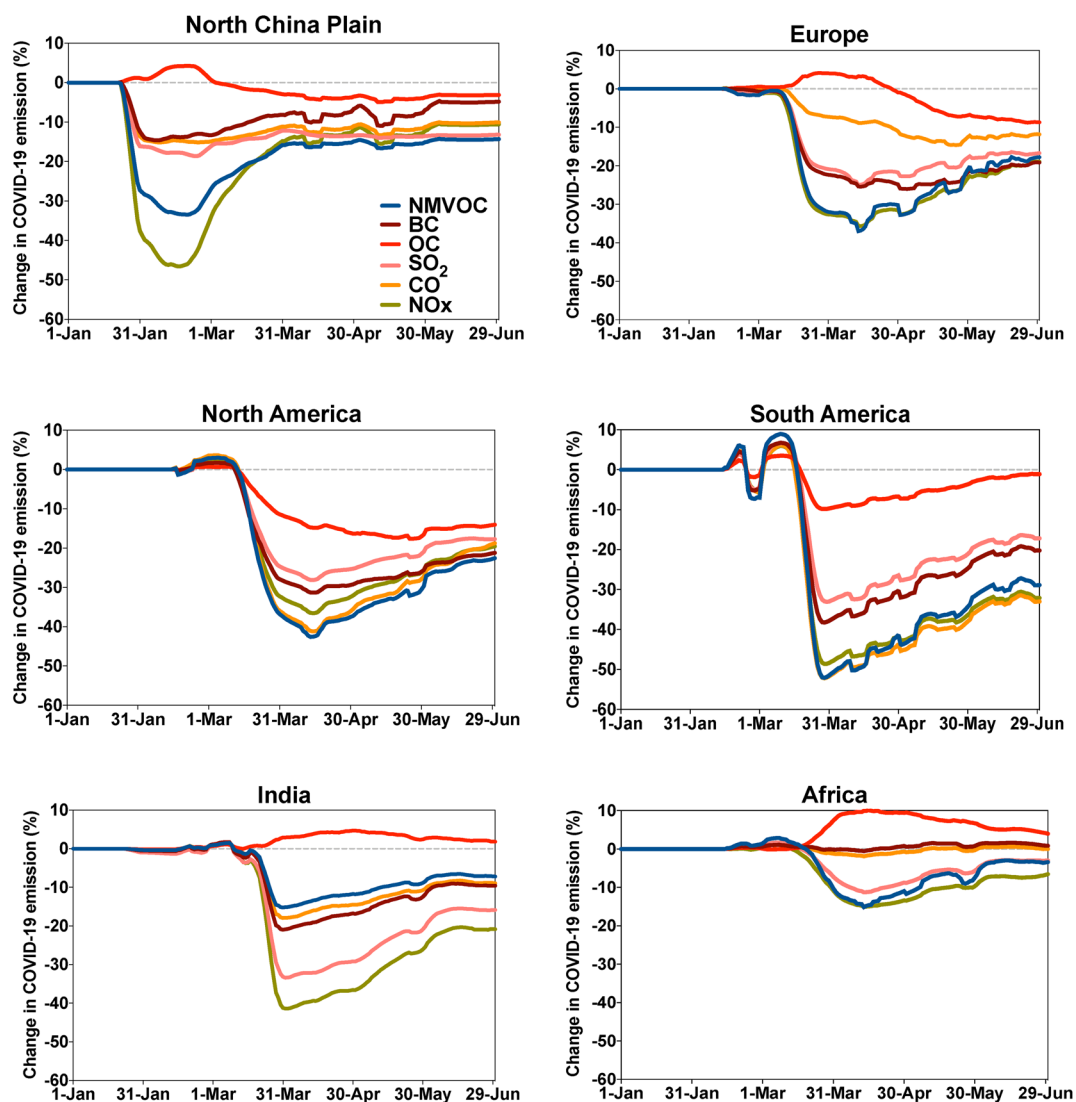 North China Plain
Change in COVID-19 emission (%)
10
0
-10
-20
-30
-40
-50
-60
1-Jan 31-Jan 1-Mar 31-Mar 30-Apr 30-May 29-Jun
NMVOC
BC
OC
SO2
CO
NOx
Europe
Change in COVID-19 emission (%)
10
0
-10
-20
-30
-40
-50
-60
1-Jan 31-Jan 1-Mar 31-Mar 30-Apr 30-May 29-Jun
North America
Change in COVID-19 emission (%)
10
0
-10
-20
-30
-40
-50
-60
1-Jan 31-Jan 1-Mar 31-Mar 30-Apr 30-May 29-Jun
South America
Change in COVID-19 emission (%)
10
0
-10
-20
-30
-40
-50
-60
1-Jan 31-Jan 1-Mar 31-Mar 30-Apr 30-May 29-Jun
India
Change in COVID-19 emission (%)
10
0
-10
-20
-30
-40
-50
-60
1-Jan 31-Jan 1-Mar 31-Mar 30-Apr 30-May 29-Jun
Africa
Change in COVID-19 emission (%)
10
0
-10
-20
-30
-40
-50
-60
1-Jan 31-Jan 1-Mar 31-Mar 30-Apr 30-May 29-Jun